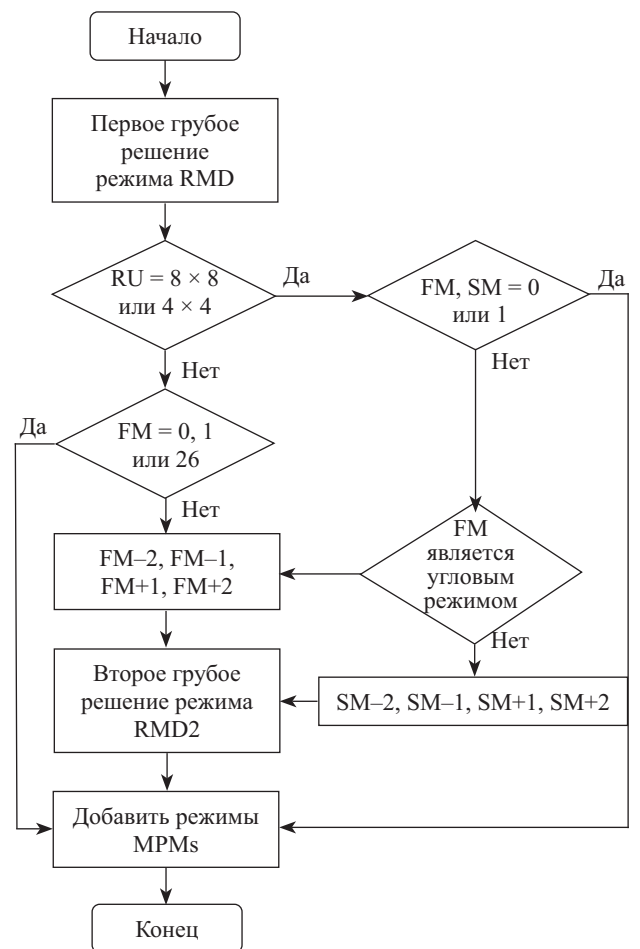 Начало
Первое грубое
решение
режима RMD
RU = 8 × 8
или 4 × 4
Да
FM, SM = 0
или 1
Да
Нет
Нет
Да
FM = 0, 1
или 26
Нет
FM–2, FM–1,
FM+1, FM+2
FM
является
угловым
режимом
Нет
Второе грубое
решение режима
RMD2
SM–2, SM–1, SM+1, SM+2
Добавить режимы
MPMs
Конец